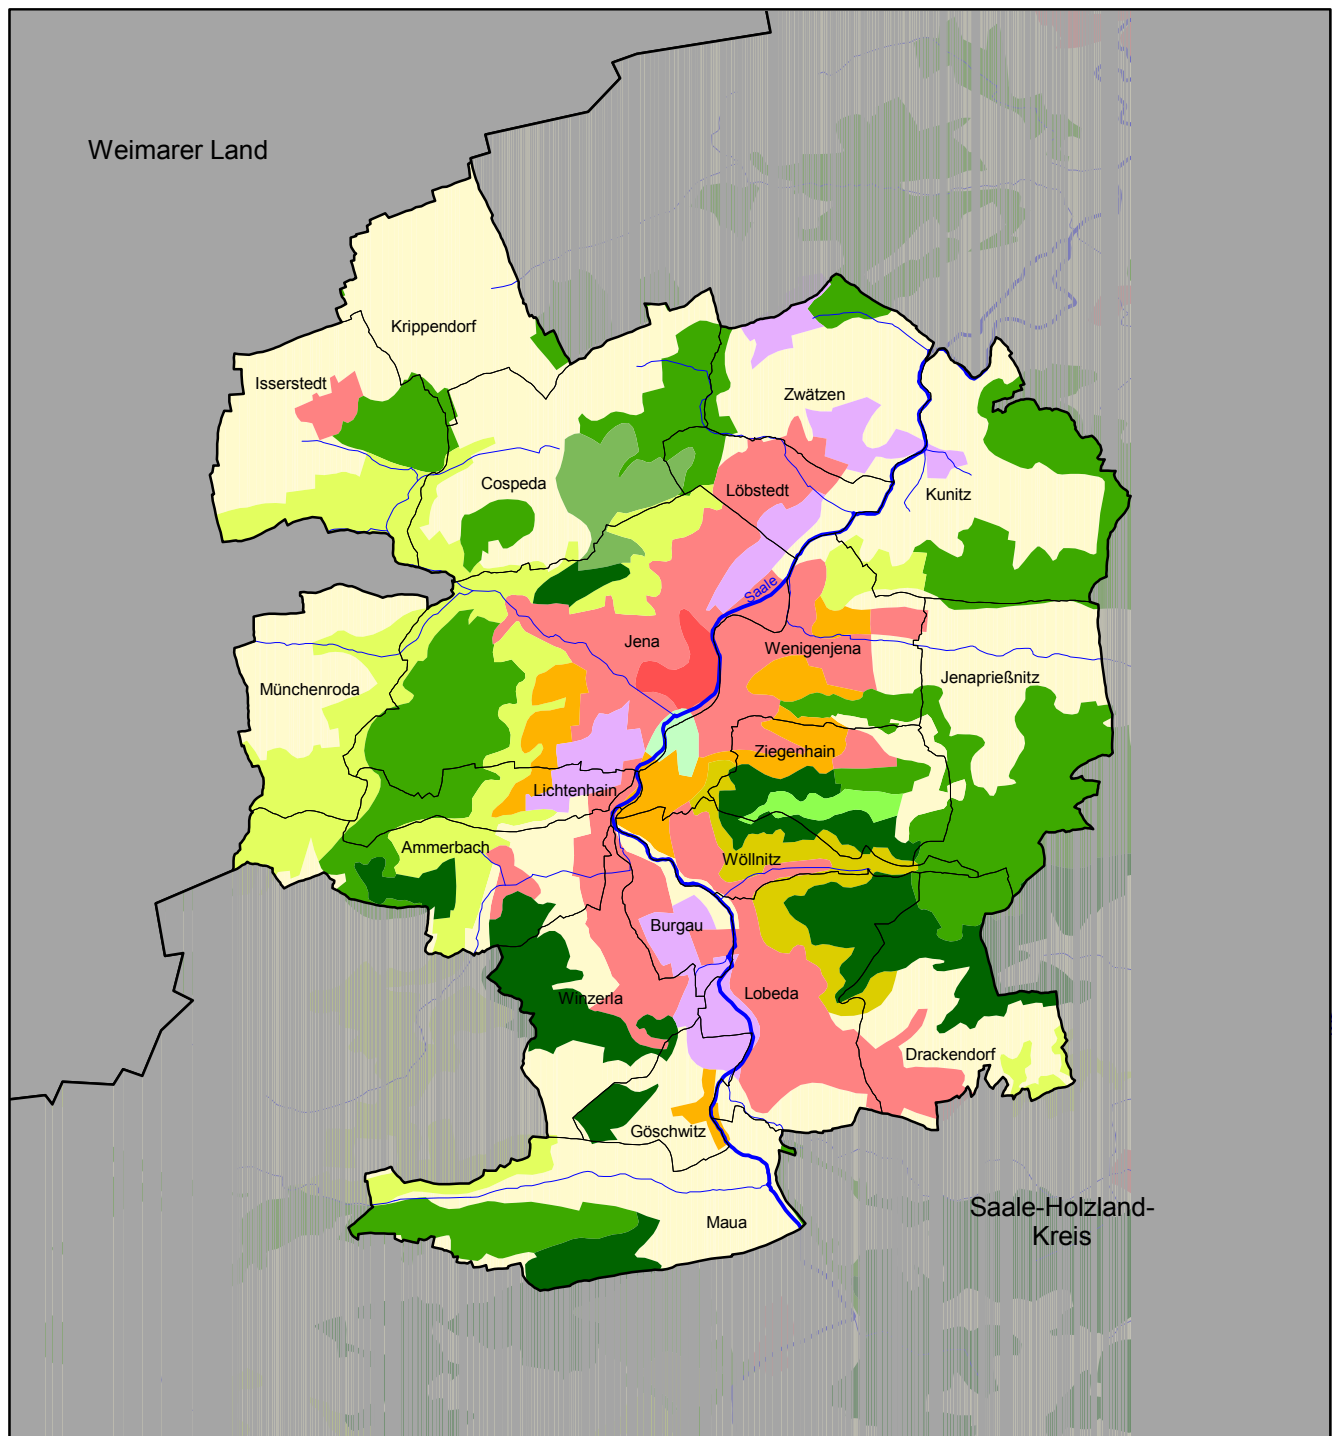 Weimarer Land
Krippendorf
Isserstedt
Zwätzen
Cospeda
Löbstedt
Kunitz
Saale
Jena
Wenigenjena
Jenaprießnitz
Münchenroda
Ziegenhain
Lichtenhain
Ammerbach
Wöllnitz
Burgau
Winzerla
Lobeda
Drackendorf
Göschwitz
Maua
Saale-Holzland-
Kreis